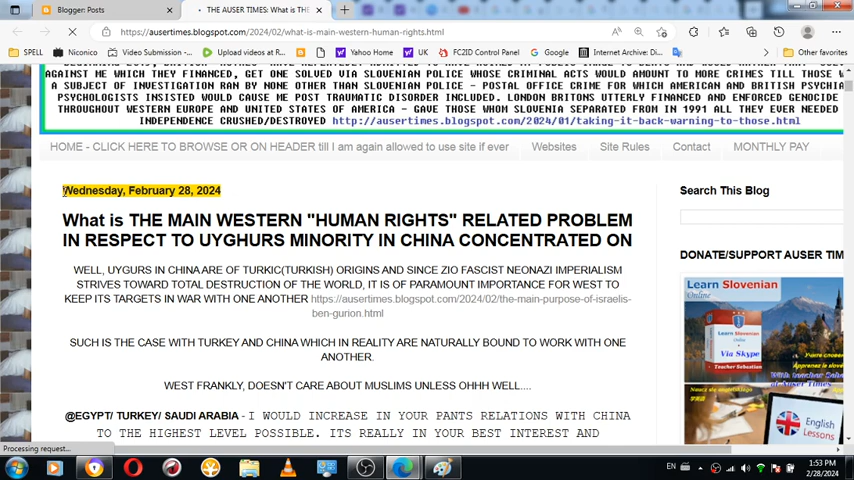 Blogger: Posts
THE AUSER TIMES: What is THE
https://ausertimes.blogspot.com/2024/02/what-is-main-western-human-rights.html
SPELL
Niconico
Video Submission -...
Upload videos at R...
Yahoo Home
UK
FC2ID Control Panel
Google
Internet Archive: Di...
Other favorites
AGAINST ME WHICH THEY FINANCED, GET ONE SOLVED VIA SLOVENIAN POLICE WHOSE CRIMINAL ACTS WOULD AMOUNT TO MORE CRIMES TILL THOSE
A SUBJECT OF INVESTIGATION RAN BY NONE OTHER THAN SLOVENIAN POLICE - POSTAL OFFICE CRIME FOR WHICH AMERICAN AND BRITISH PSYCHIA
PSYCHOLOGISTS INSISTED WOULD CAUSE ME POST TRAUMATIC DISORDER INCLUDED. LONDON BRITONS UTTERLY FINANCED AND ENFORCED GENOCIDE
THROUGHOUT WESTERN EUROPE AND UNITED STATES OF AMERICA - GAVE THOSE WHOM SLOVENIA SEPARATED FROM IN 1991 ALL THEY EVER NEEDED
INDEPENDENCE CRUSHED/DESTROYED http://ausertimes.blogspot.com/2024/01/taking-it-back-warning-to-those.html
HOME - CLICK HERE TO BROWSE OR ON HEADER till I am again allowed to use site if ever
Websites
Site Rules
Contact
MONTHLY PAY
Wednesday, February 28, 2024
What is THE MAIN WESTERN "HUMAN RIGHTS" RELATED PROBLEM
IN RESPECT TO UYGHURS MINORITY IN CHINA CONCENTRATED ON
WELL, UYGURS IN CHINA ARE OF TURKIC(TURKISH) ORIGINS AND SINCE ZIO FASCIST NEONAZI IMPERIALISM
STRIVES TOWARD TOTAL DESTRUCTION OF THE WORLD, IT IS OF PARAMOUNT IMPORTANCE FOR WEST TO
KEEP ITS TARGETS IN WAR WITH ONE ANOTHER https://ausertimes.blogspot.com/2024/02/the-main-purpose-of-israelis-
ben-gurion.html
SUCH IS THE CASE WITH TURKEY AND CHINA WHICH IN REALITY ARE NATURALLY BOUND TO WORK WITH ONE
ANOTHER.
WEST FRANKLY, DOESN'T CARE ABOUT MUSLIMS UNLESS OHHH WELL....
@EGYPT/ TURKEY/ SAUDI ARABIA - I WOULD INCREASE IN YOUR PANTS RELATIONS WITH CHINA
TO THE HIGHEST LEVEL POSSIBLE. ITS REALLY IN YOUR BEST INTEREST AND
Search This Blog
DONATE/SUPPORT AUSER TIM
Learn Slovenian
Online
Via Skype
Teacher
English
Lessons
Processing request...
EN
1:53 PM
2/28/2024